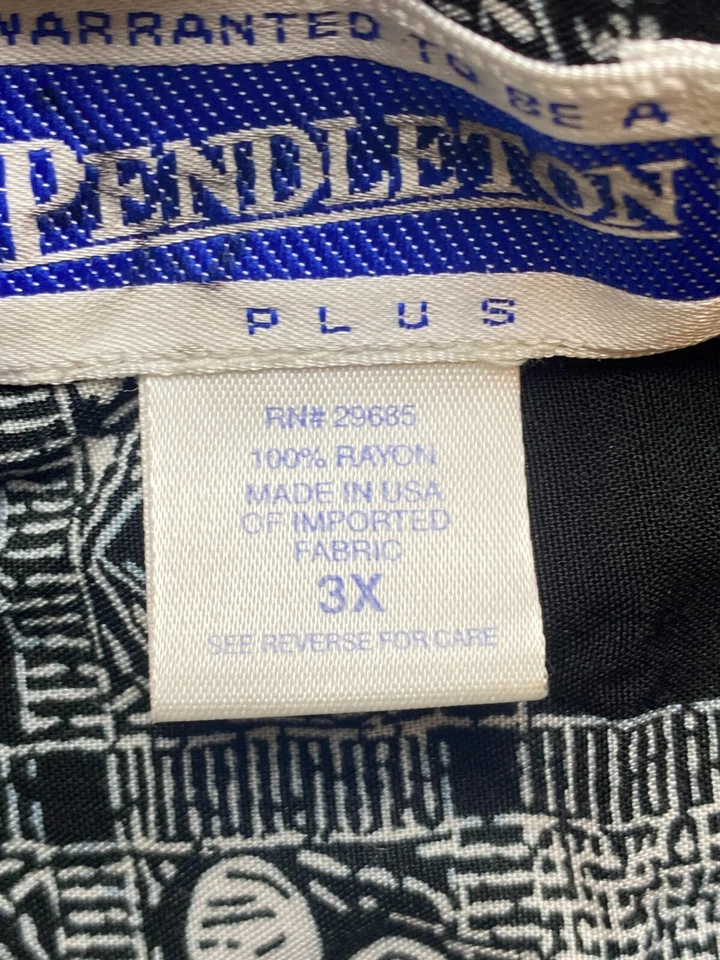 WARRANTED TO BE A
PENDLETON
PLUS
RN# 29685
100% RAYON
MADE IN USA
OF IMPORTED
FABRIC
3X
SEE REVERSE FOR CARE